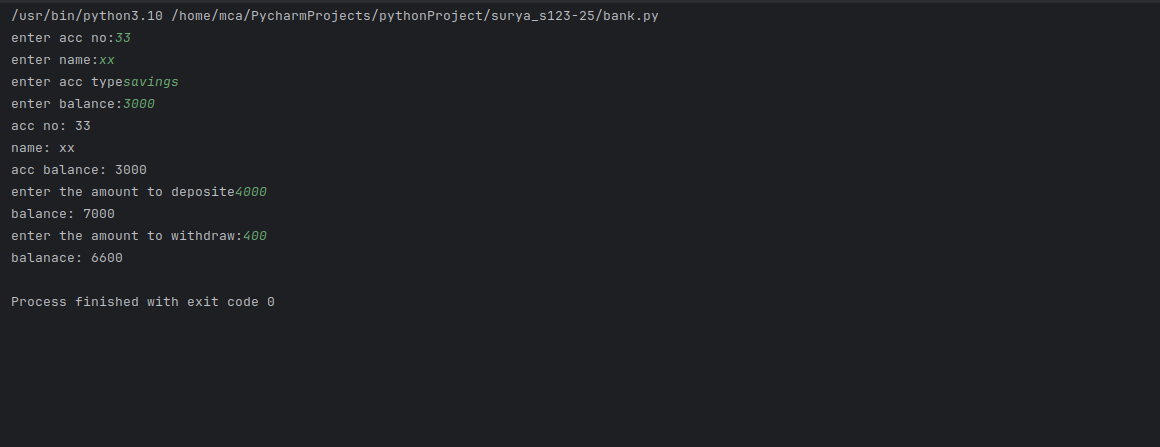 /usr/bin/python3.10 /home/mca/PycharmProjects/pythonProject/surya_s123-25/bank.py
enter acc no:33
enter name:xx
enter acc typesavings
enter balance:3000
acc no: 33
name: xx
acc balance: 3000
enter the amount to deposite4000
balance: 7000
enter the amount to withdraw:400
balanace: 6600
Process finished with exit code 0